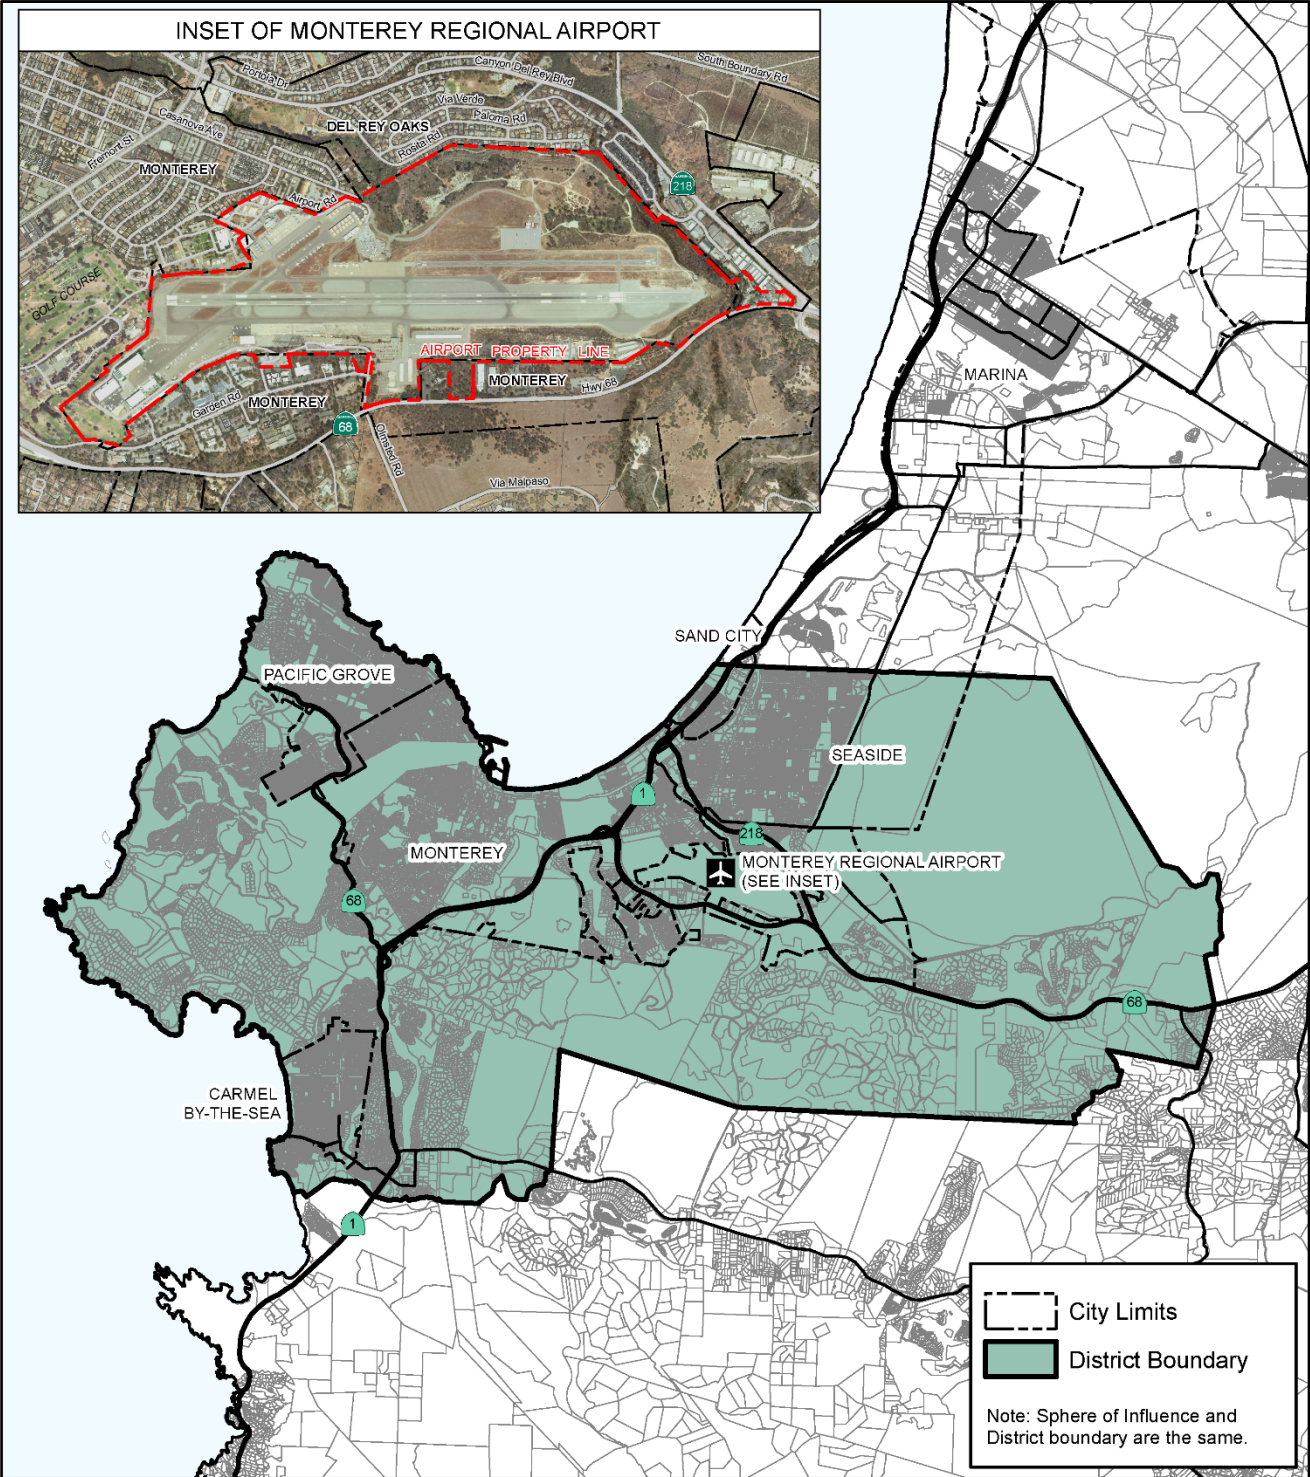 INSET OF MONTEREY REGIONAL AIRPORT
Portola Dr
Canyon Del Rey Blvd
South Boundary Rd
Via Verde
Casanova Ave
Paloma Rd
DEL REY OAKS
Fremont St
Rosita Rd
MONTEREY
218
Airport Rd
GOLF COURSE
AIRPORT PROPERTY LINE
MONTEREY
Hwy 68
Garden Rd
MONTEREY
68
Olmsted Rd
Via Malpaso
MARINA
SAND CITY
PACIFIC GROVE
SEASIDE
1
218
MONTEREY
MONTEREY REGIONAL AIRPORT
(SEE INSET)
68
68
CARMEL
BY-THE-SEA
1
City Limits
District Boundary
Note: Sphere of Influence and
District boundary are the same.